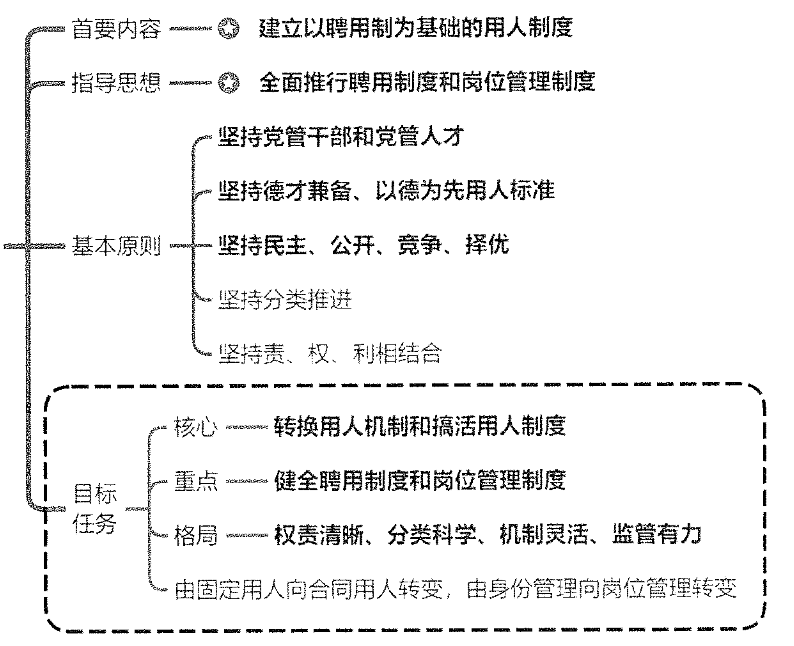 首要内容 建立以聘用制为基础的用人制度
指导思想 全面推行聘用制度和岗位管理制度
基本原则
坚持党管干部和党管人才
坚持德才兼备、以德为先用人标准
坚持民主、公开、竞争、择优
坚持分类推进
坚持责、权、利相结合
目标
任务
核心 转换用人机制和搞活用人制度
重点 健全聘用制度和岗位管理制度
格局 权责清晰、分类科学、机制灵活、监管有力
由固定用人向合同用人转变，由身份管理向岗位管理转变